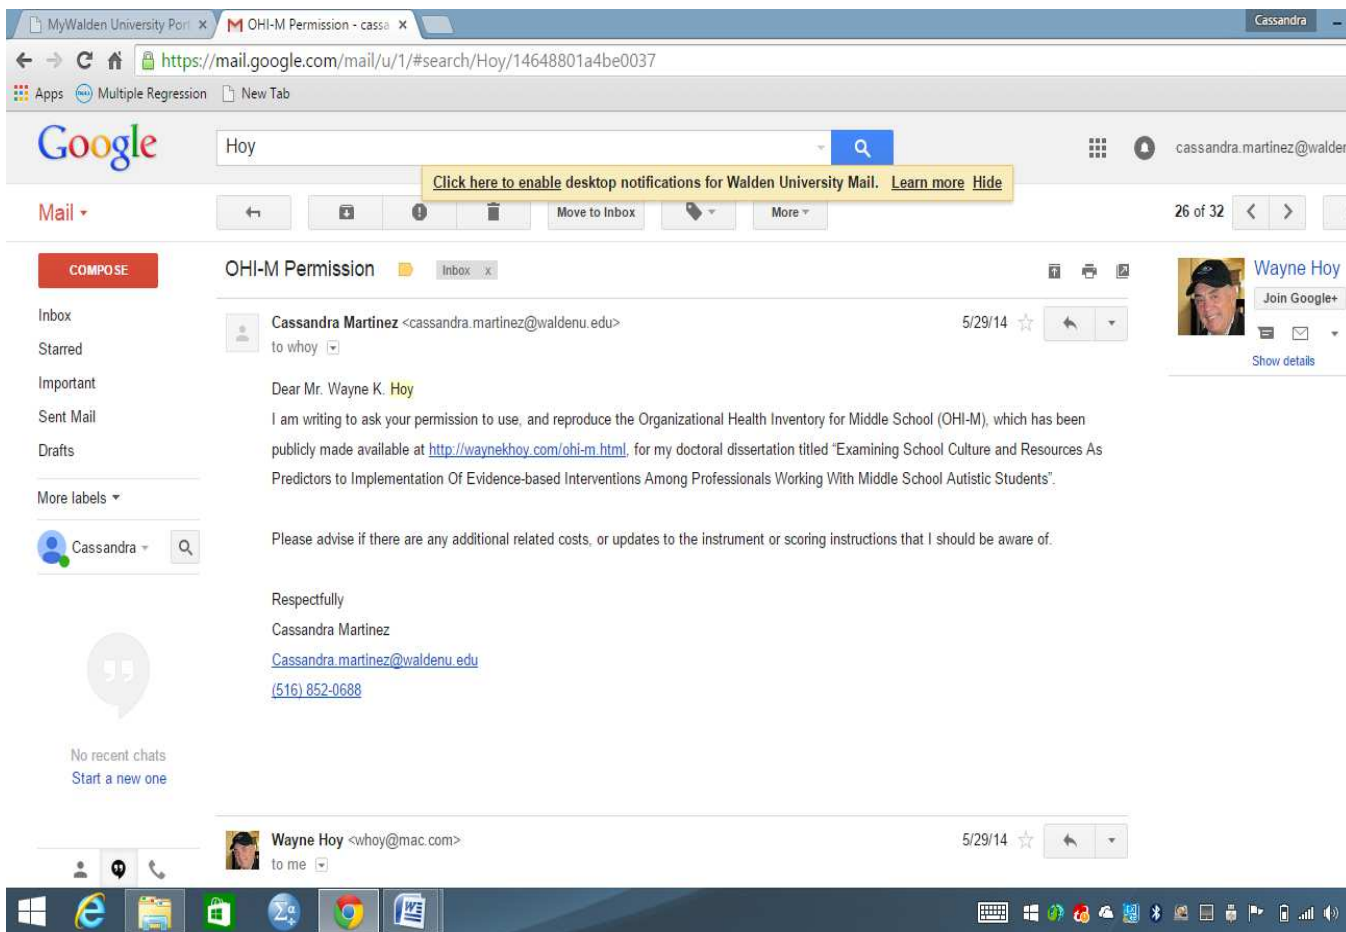 MyWalden University Port x
OHI-M Permission - cassa x
Cassandra
https://mail.google.com/mail/u/1/#search/Hoy/14648801a4be0037
Apps Multiple Regression New Tab
Google
Hoy
cassandra.martinez@walden
Click here to enable desktop notifications for Walden University Mail. Learn more Hide
Mail
Move to Inbox
More
26 of 32
COMPOSE
Inbox
Starred
Important
Sent Mail
Drafts
More labels
Cassandra
No recent chats
Start a new one
OHI-M Permission
Inbox x
Cassandra Martinez <cassandra.martinez@waldenu.edu>
5/29/14
to whoy
Dear Mr. Wayne K. Hoy
I am writing to ask your permission to use, and reproduce the Organizational Health Inventory for Middle School (OHI-M), which has been
publicly made available at http://waynekhoy.com/ohi-m.html, for my doctoral dissertation titled “Examining School Culture and Resources As
Predictors to Implementation Of Evidence-based Interventions Among Professionals Working With Middle School Autistic Students”.
Please advise if there are any additional related costs, or updates to the instrument or scoring instructions that I should be aware of.
Respectfully
Cassandra Martinez
Cassandra.martinez@waldenu.edu
(516) 852-0688
Wayne Hoy <whoy@mac.com>
5/29/14
to me
Wayne Hoy
Join Google+
Show details